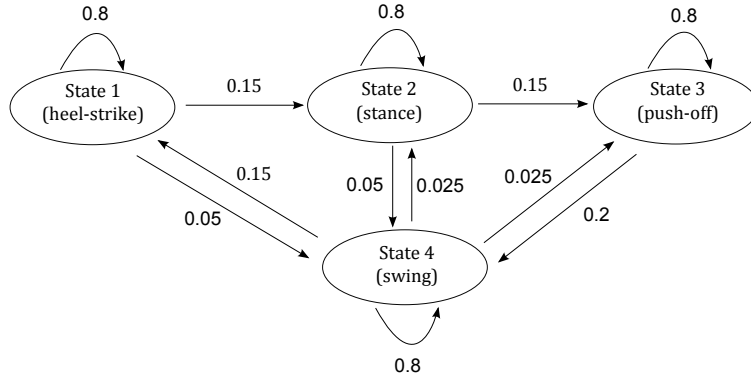 0.8
0.8
0.8
State 1
(heel-strike)
0.15
State 2
(stance)
0.15
State 3
(push-off)
0.15
0.05
0.05
0.025
0.025
0.2
State 4
(swing)
0.8